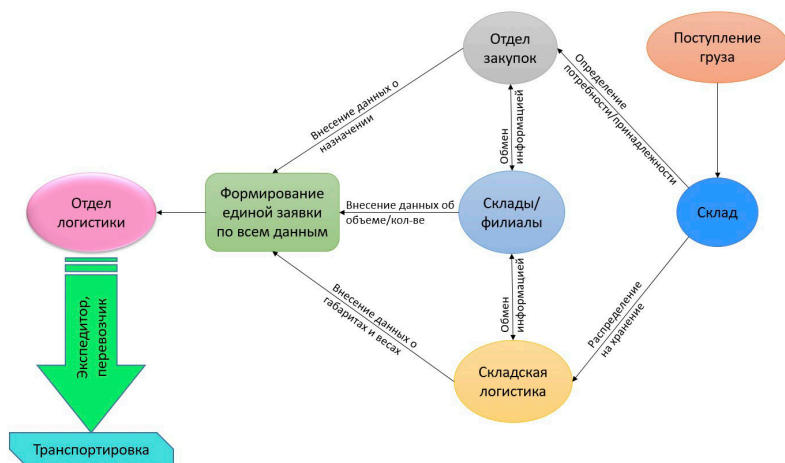 Отдел
закупок
Поступление
груза
Определение
потребности/принадлежности
Внесение данных о
назначении
Обмен
информацией
Отдел
логистики
Формирование
единой заявки
по всем данным
Внесение данных об
объеме/кол-ве
Склады/
филиалы
Склад
Обмен
информацией
Внесение данных о
габаритах и весах
Распределение
на хранение
Экспедитор,
перевозчик
Складская
логистика
Транспортировка